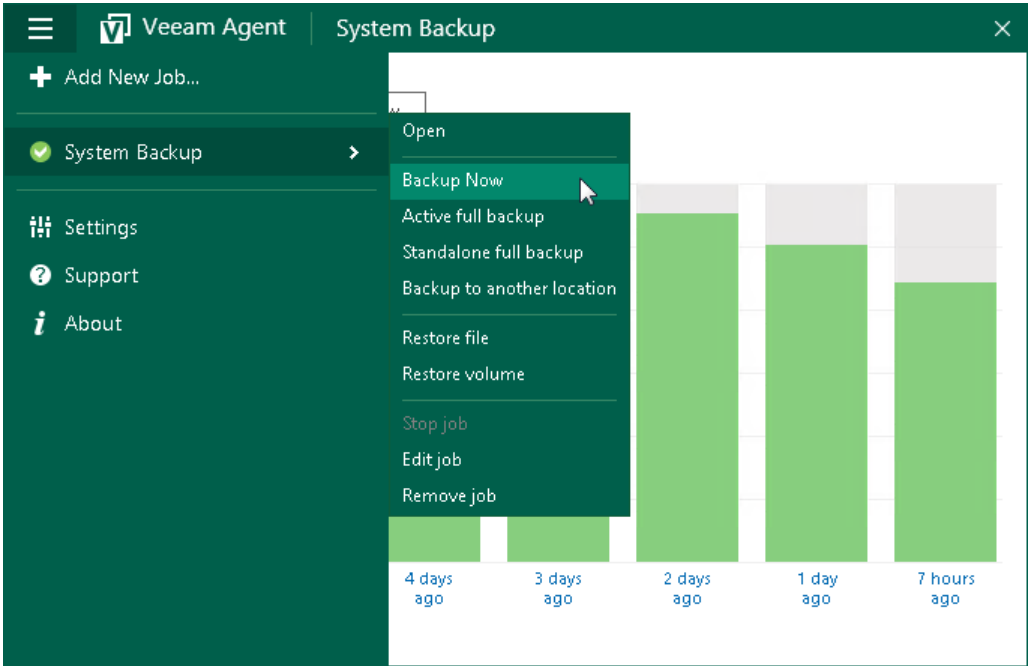 Veeam Agent
System Backup
Add New Job...
System Backup
Settings
Support
About
Open
Backup Now
Active full backup
Standalone full backup
Backup to another location
Restore file
Restore volume
Stop job
Edit job
Remove job
4 days
ago
3 days
ago
2 days
ago
1 day
ago
7 hours
ago